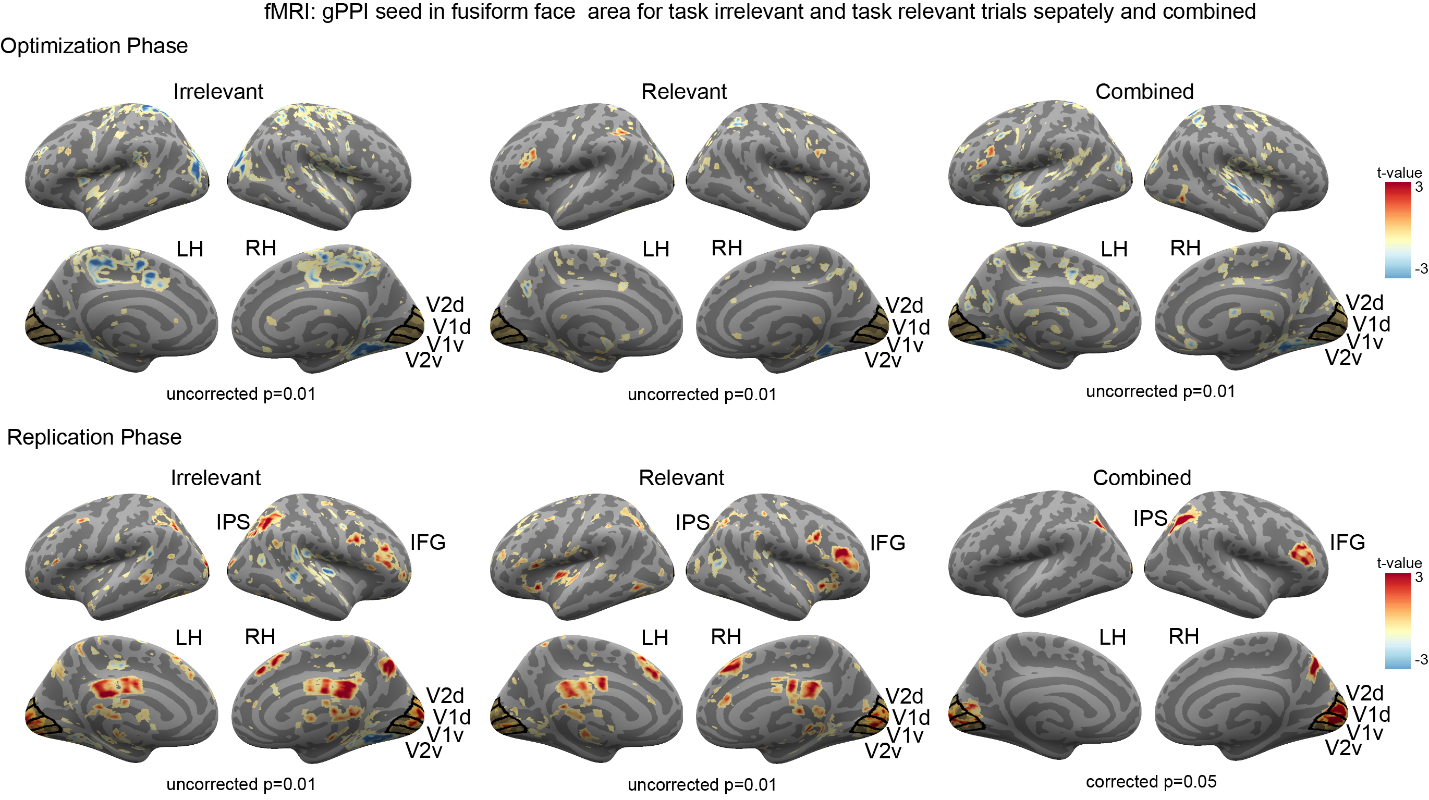 fMRI: gPPI seed in fusiform face area for task irrelevant and task relevant trials sepately and combined
Optimization Phase
Irrelevant
Relevant
Combined
t-value
3
-3
LH
RH
LH
RH
LH
RH
V2d
V1d
V1v
V2v
V2d
V1d
V1v
V2v
V2d
V1d
V1v
V2v
uncorrected p=0.01
uncorrected p=0.01
uncorrected p=0.01
Replication Phase
Irrelevant
Relevant
Combined
IPS
IFG
IPS
IFG
IPS
IFG
t-value
3
-3
LH
RH
LH
RH
LH
RH
V2d
V1d
V1v
V2v
V2d
V1d
V1v
V2v
V2d
V1d
V1v
V2v
uncorrected p=0.01
uncorrected p=0.01
corrected p=0.05